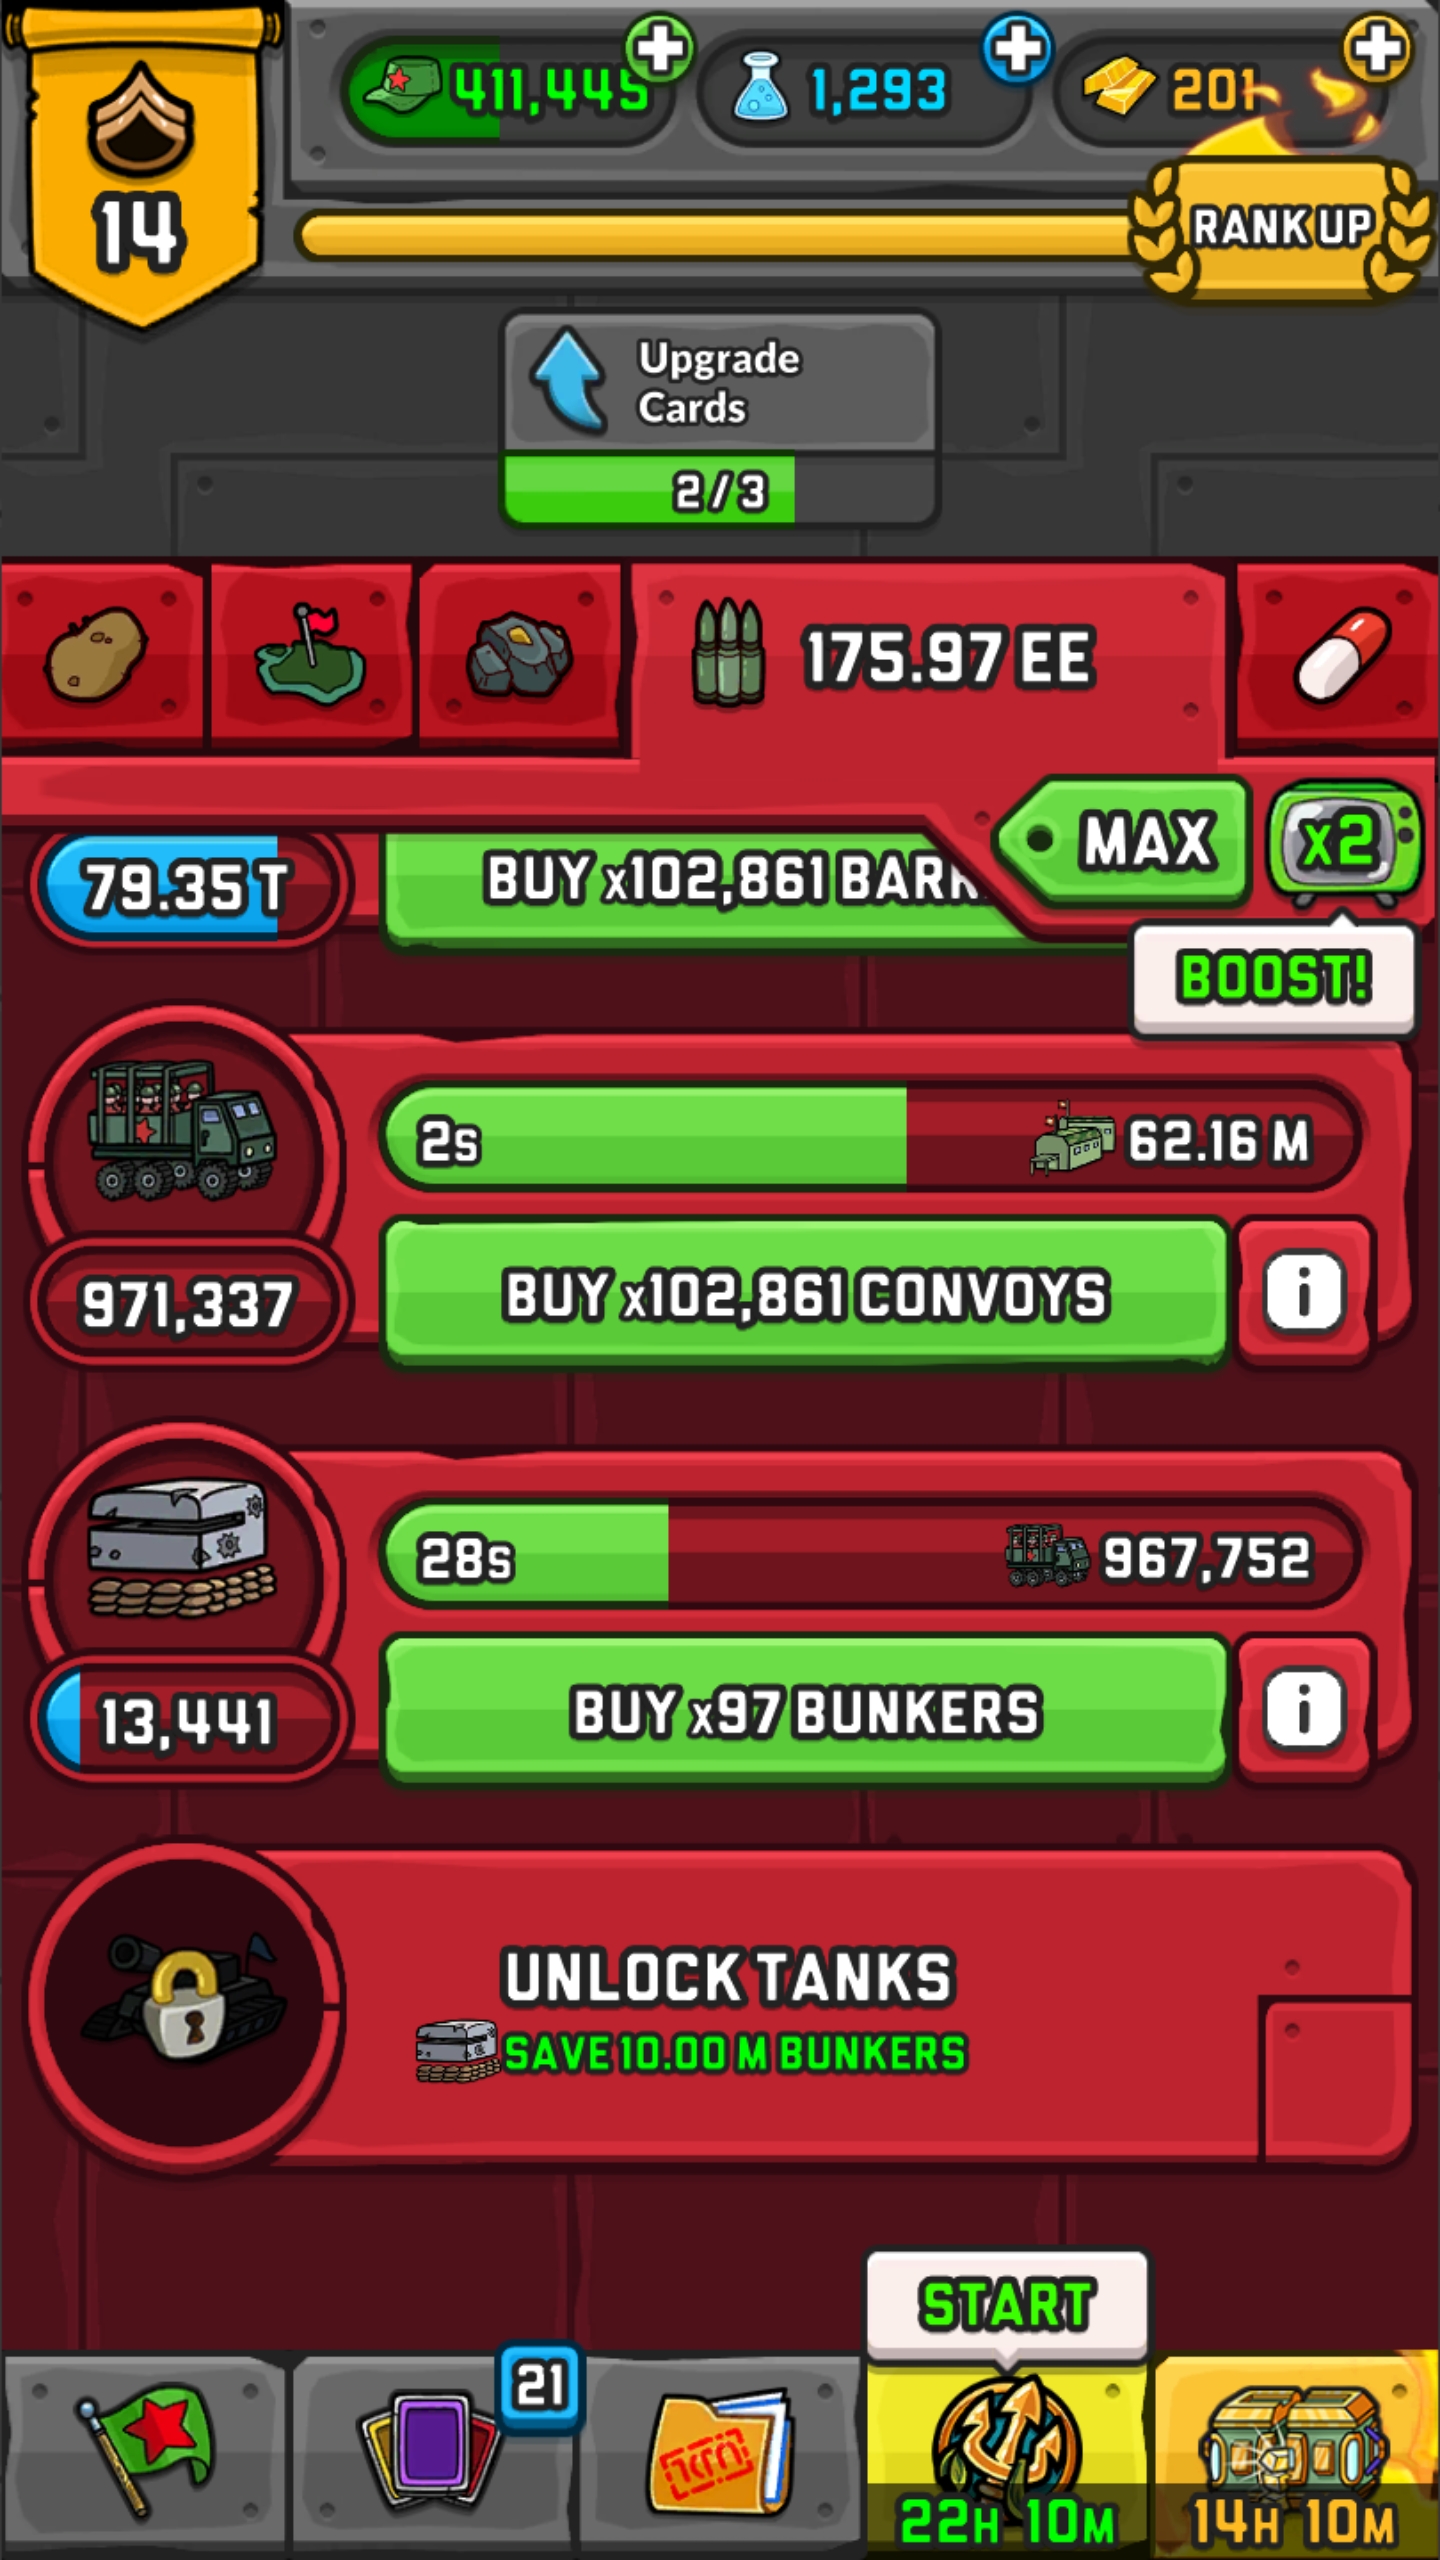 14
411,445
1,293
201
RANK UP
Upgrade
Cards
2/3
175.97 EE
MAX
x2
BOOST!
79.35 T
BUY x102,861
2s
62.16 M
971,337
BUY x102,861 CONVOYS
i
28s
967,752
13,441
BUY x97 BUNKERS
i
UNLOCK TANKS
SAVE 10.00 M BUNKERS
START
21
22H 10M
14H 10M